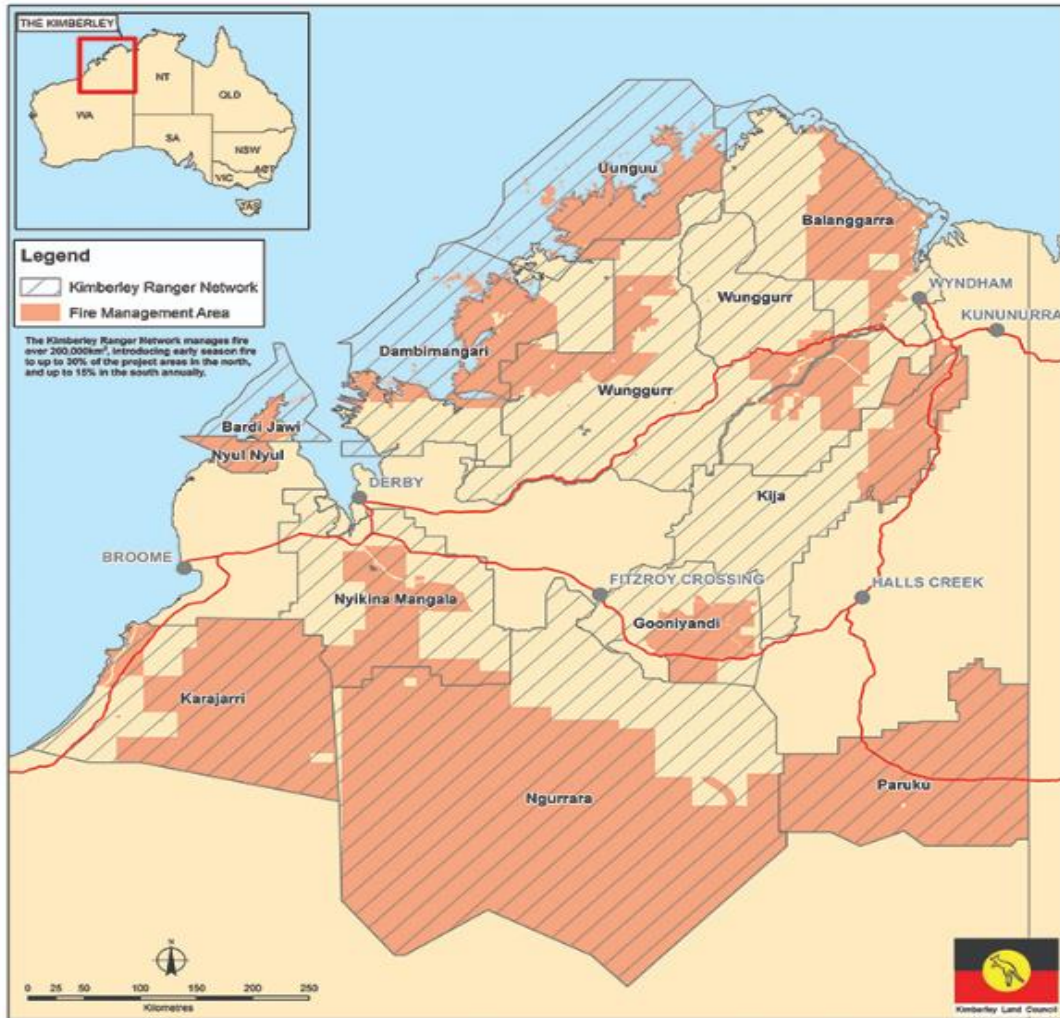 THE KIMBERLEY
NT
QLD
WA
SA
NSW
ACT
VIC
TAS
Legend
Kimberley Ranger Network
Fire Management Area
The Kimberley Ranger Network manages fire
over 200,000km², introducing early season fire
to up to 30% of the project areas in the north,
and up to 15% in the south annually.
Uunguu
Balanggarra
Wunggurr
WYNDHAM
KUNUNURRA
Dambimangari
Wunggurr
Bardi Jawi
Nyul Nyul
DERBY
Kija
BROOME
FITZROY CROSSING
HALLS CREEK
Nyikina Mangala
Gooniyandi
Karajarri
Ngurrara
Paruku
N
0 25 50 100 150 200 250
Kilometres
Kimberley Land Council